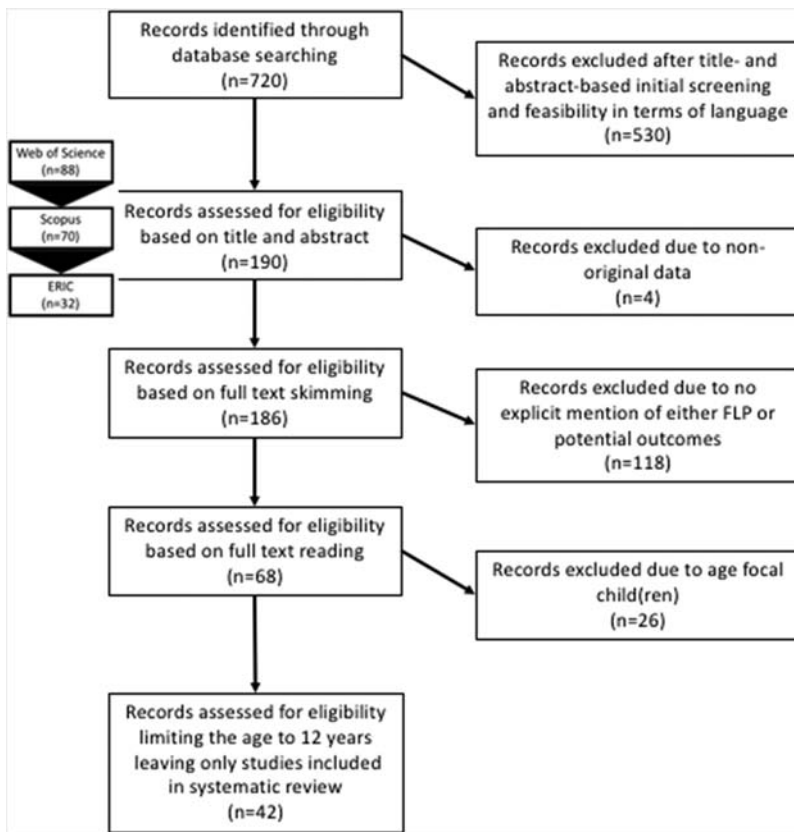 Records identified through
database searching
(n=720)
Records excluded after title- and
abstract-based initial screening
and feasibility in terms of language
(n=530)
Web of Science
(n=88)
Scopus
(n=70)
ERIC
(n=32)
Records assessed for eligibility
based on title and abstract
(n=190)
Records excluded due to non-
original data
(n=4)
Records assessed for eligibility
based on full text skimming
(n=186)
Records excluded due to no
explicit mention of either FLP or
potential outcomes
(n=118)
Records assessed for eligibility
based on full text reading
(n=68)
Records excluded due to age focal
child(ren)
(n=26)
Records assessed for eligibility
limiting the age to 12 years
leaving only studies included
in systematic review
(n=42)